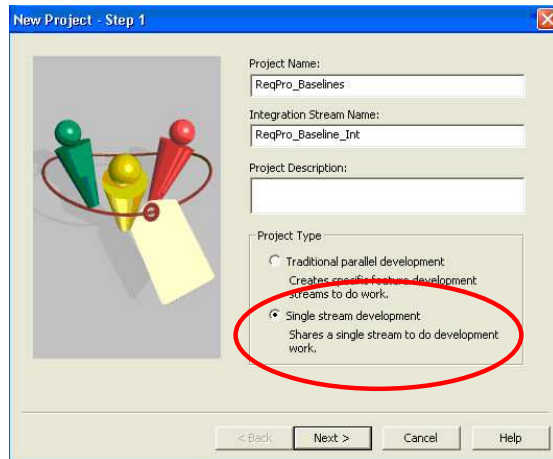 New Project - Step 1
Project Name:
ReqPro_Baselines
Integration Stream Name:
ReqPro_Baseline_Int
Project Description:
Project Type
Traditional parallel development
Creates specific feature development
streams to do work.
Single stream development
Shares a single stream to do development
work.
< Back
Next >
Cancel
Help